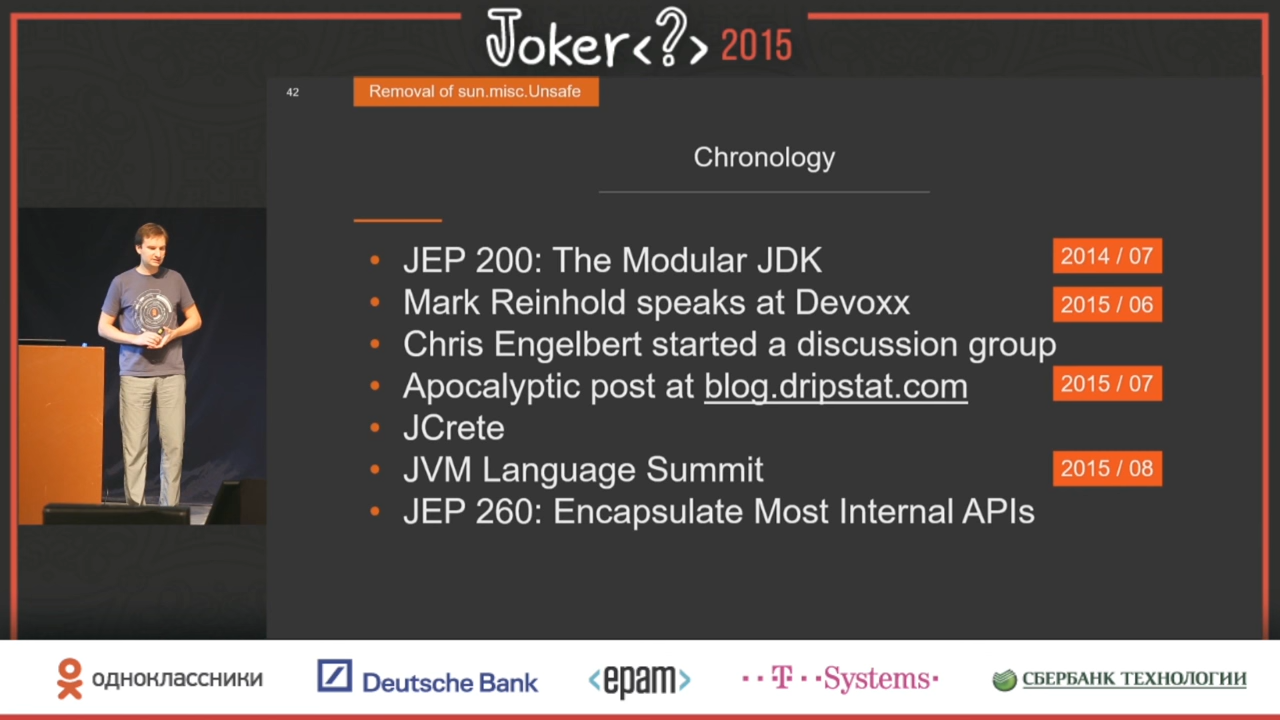 Joker<?> 2015
42
Removal of sun.misc.Unsafe
Chronology
• JEP 200: The Modular JDK 2014 / 07
• Mark Reinhold speaks at Devoxx 2015 / 06
• Chris Engelbert started a discussion group
• Apocalyptic post at blog.dripstat.com 2015 / 07
• JCrete
• JVM Language Summit 2015 / 08
• JEP 260: Encapsulate Most Internal APIs
одноклассники
Deutsche Bank
<epam>
··T··Systems·
СБЕРБАНК ТЕХНОЛОГИИ